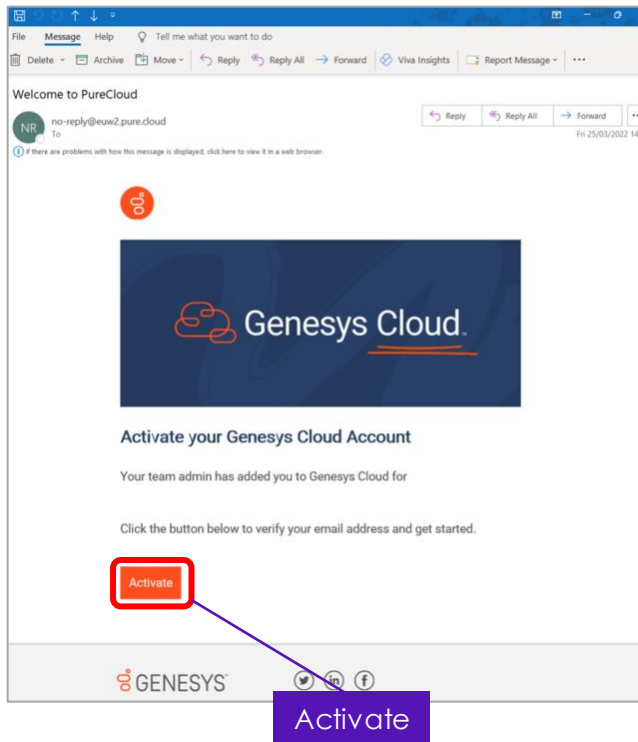 File Message Help Tell me what you want to do
Delete Archive Move Reply Reply All Forward Viva Insights Report Message
Welcome to PureCloud
Reply Reply All Forward
NR no-reply@euw2.pure.cloud
To
Fri 25/03/2022 14
If there are problems with how this message is displayed, click here to view it in a web browser.
Genesys Cloud
Activate your Genesys Cloud Account
Your team admin has added you to Genesys Cloud for
Click the button below to verify your email address and get started.
Activate
GENESYS
in f
Activate